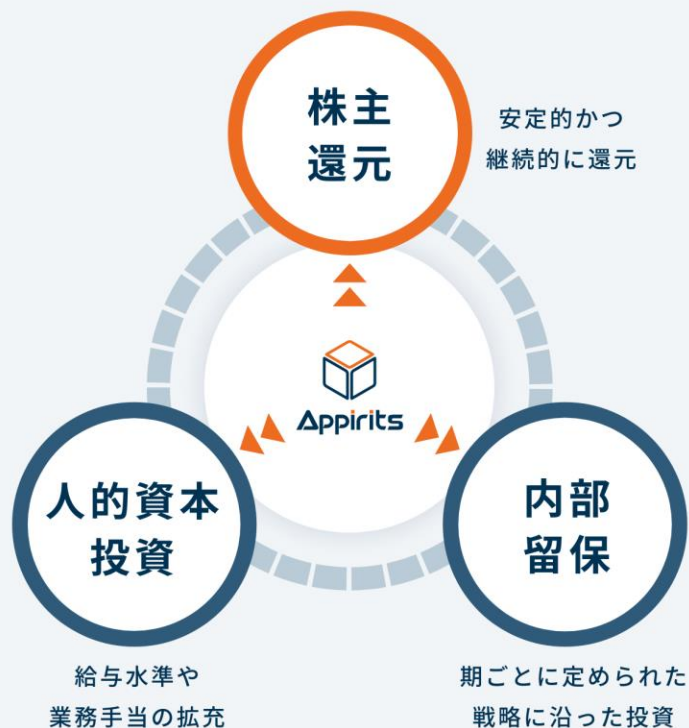 株主
還元
安定的かつ
継続的に還元
Appirits
人的資本
投資
内部
留保
給与水準や
業務手当の拡充
期ごとに定められた
戦略に沿った投資